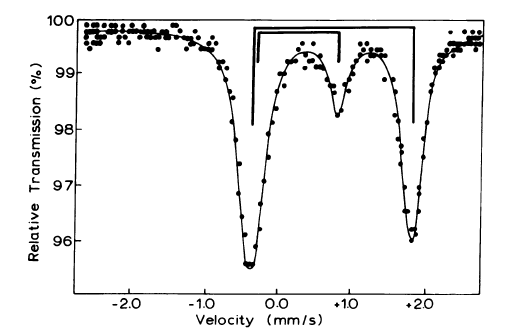 100
99
98
97
96
Relative Transmission (%)
-2.0 -1.0 0.0 +1.0 +2.0
Velocity (mm/s)